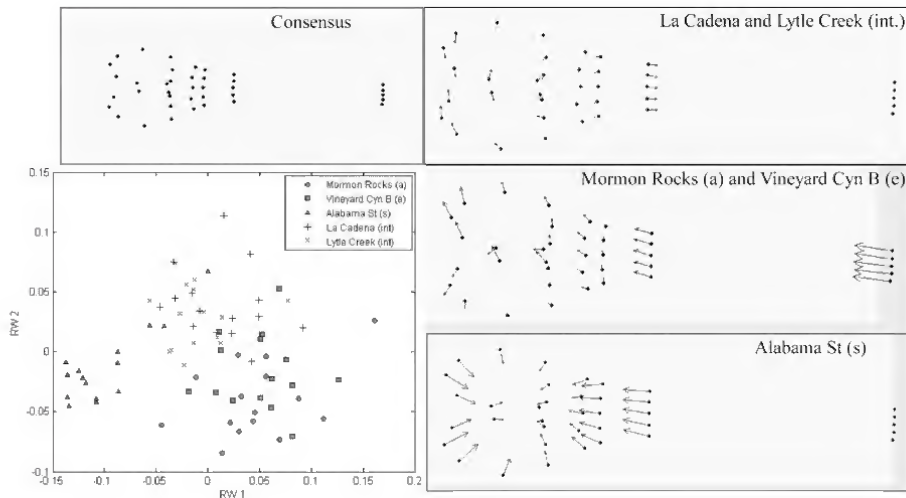 Consensus
La Cadena and Lytle Creek (int.)
Mormon Rocks (a) and Vineyard Cyn B (e)
Alabama St (s)
0.15
0.1
0.05
0
-0.05
-0.1
RW 2
Mormon Rocks (a)
Vineyard Cyn B (e)
Alabama St (s)
La Cadena (int)
Lytle Creek (int)
-0.15
-0.1
-0.05
0
0.05
0.1
0.15
0.2
RW 1